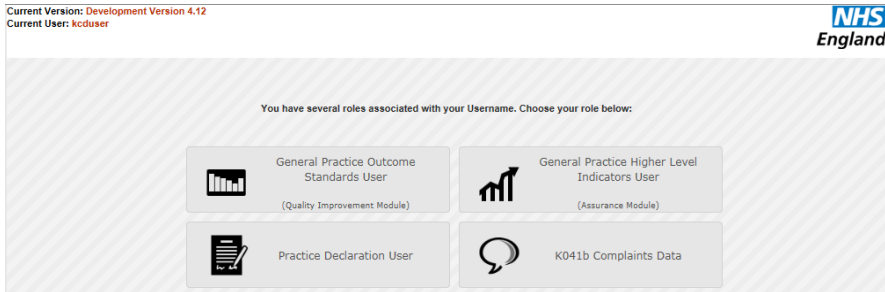 Current Version: Development Version 4.12
Current User: kcduser
NHS
England
You have several roles associated with your Username. Choose your role below:
General Practice Outcome
Standards User
(Quality Improvement Module)
General Practice Higher Level
Indicators User
(Assurance Module)
Practice Declaration User
K041b Complaints Data